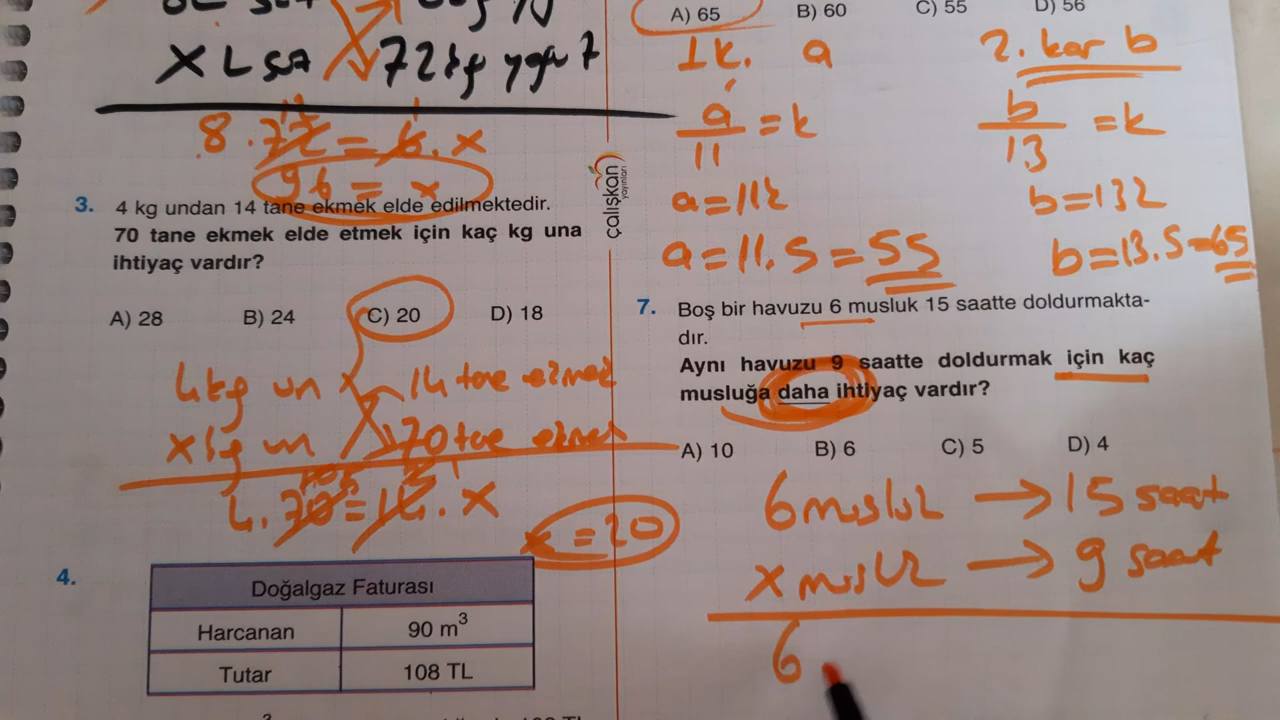 X L süt 72 kg yoğurt
8 . 72 = 6 . x
96 = x
3. 4 kg undan 14 tane ekmek elde edilmektedir.
70 tane ekmek elde etmek için kaç kg una
ihtiyaç vardır?
A) 28 B) 24 C) 20 D) 18
4 kg un 14 tane ekmek
x kg un 70 tane ekmek
4 . 70 = 14 . x
x = 20
4.
Doğalgaz Faturası
Harcanan 90 m³
Tutar 108 TL
çalışkan
yayınları
A) 65 B) 60 C) 55 D) 56
1k. a 2. kar b
a/11 = k b/13 = k
a = 11k b = 13k
a = 11.5 = 55 b = 13.5 = 65
7. Boş bir havuzu 6 musluk 15 saatte doldurmakta-
dır.
Aynı havuzu 9 saatte doldurmak için kaç
musluğa daha ihtiyaç vardır?
A) 10 B) 6 C) 5 D) 4
6 musluk → 15 saat
x musluk → 9 saat
6